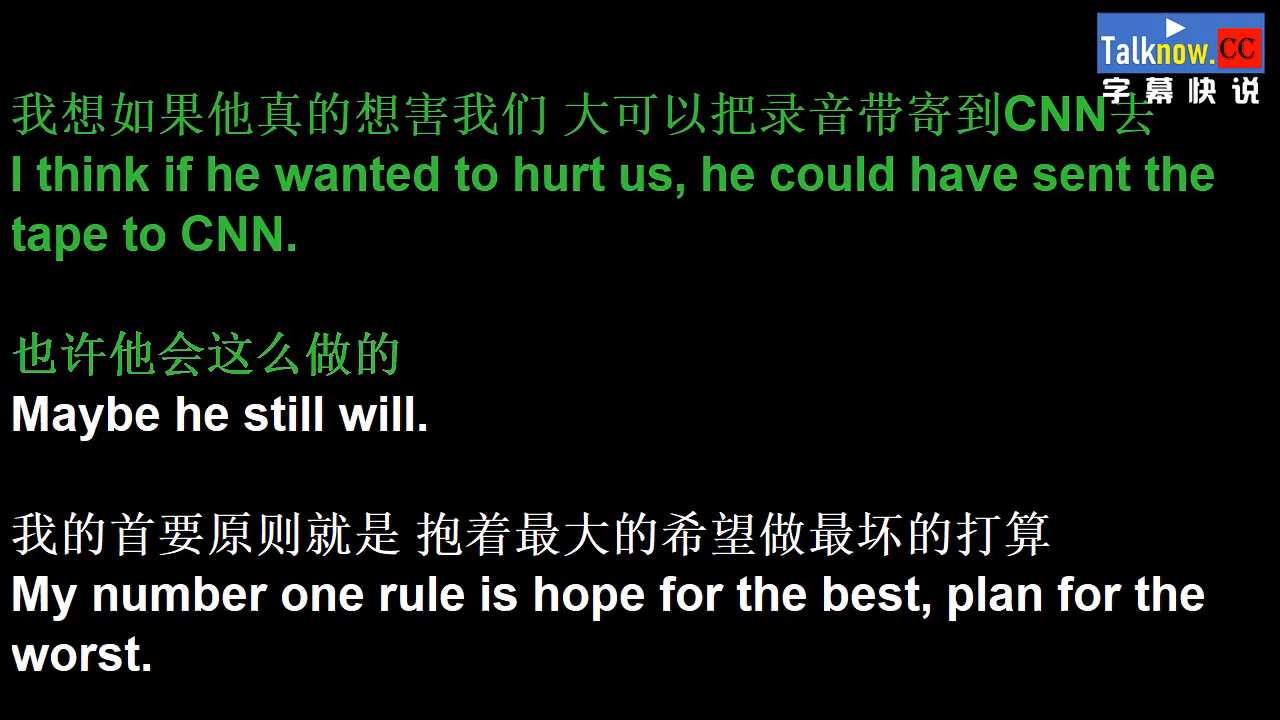 Talknow.CC
字幕快说
我想如果他真的想害我们 大可以把录音带寄到CNN去
I think if he wanted to hurt us, he could have sent the
tape to CNN.
也许他会这么做的
Maybe he still will.
我的首要原则就是 抱着最大的希望做最坏的打算
My number one rule is hope for the best, plan for the
worst.